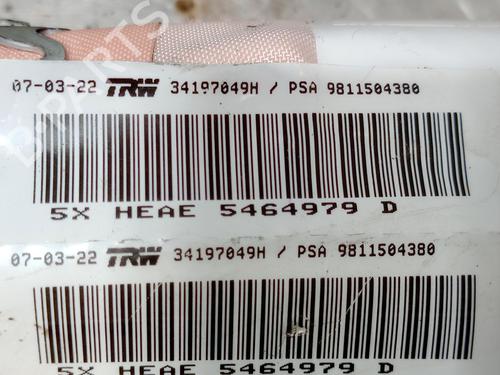 07-03-22 TRW 34197049H / PSA 9811504380
5X HEAE 5464979 D
07-03-22 TRW 34197049H / PSA 9811504380
5X HEAE 5464979 D
B-PARTS